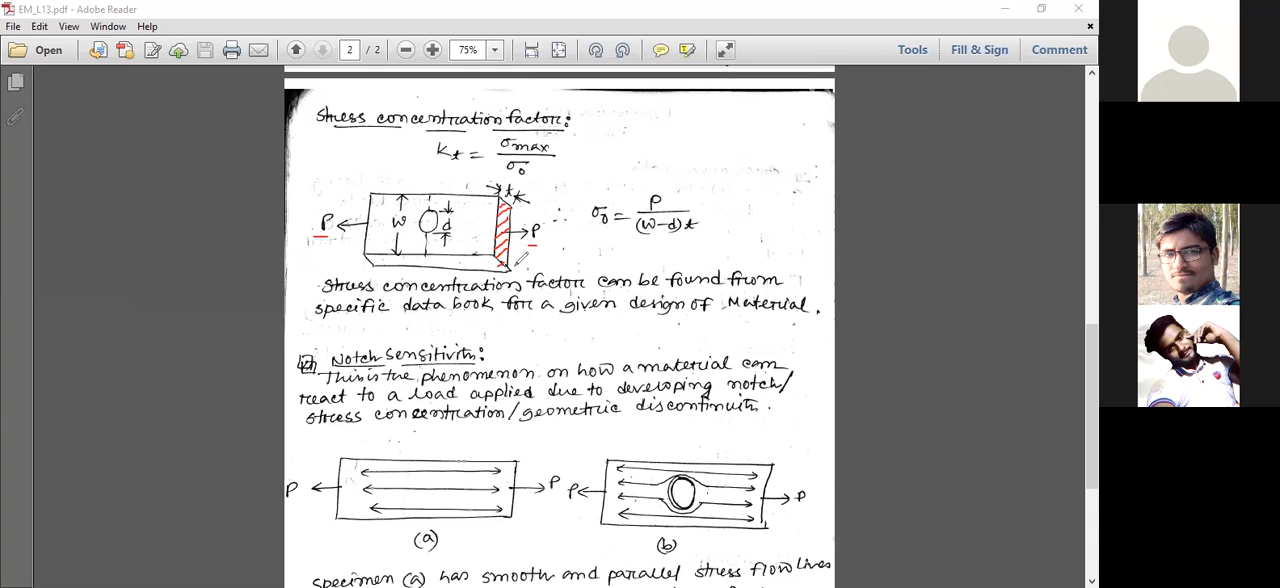 EM_L13.pdf - Adobe Reader
File Edit View Window Help
Open 2 / 2 75% Tools Fill & Sign Comment
Stress concentration factor:
Kt = σmax / σo
t
P w d P ∴ σo = P / (w-d)t
Stress concentration factor can be found from
specific data book for a given design of Material.
Notch Sensitivity:
This is the phenomenon on how a material can
react to a load applied due to developing notch/
stress concentration/geometric discontinuity.
P P P P
(a) (b)
specimen (a) has smooth and parallel stress flow lines